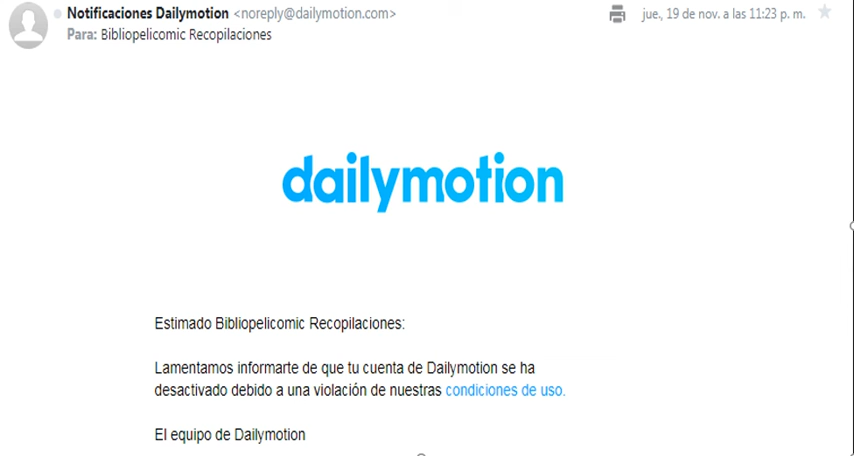 Notificaciones Dailymotion <noreply@dailymotion.com> jue., 19 de nov. a las 11:23 p. m.
Para: Bibliopelicomic Recopilaciones
dailymotion
Estimado Bibliopelicomic Recopilaciones:
Lamentamos informarte de que tu cuenta de Dailymotion se ha
desactivado debido a una violación de nuestras condiciones de uso.
El equipo de Dailymotion